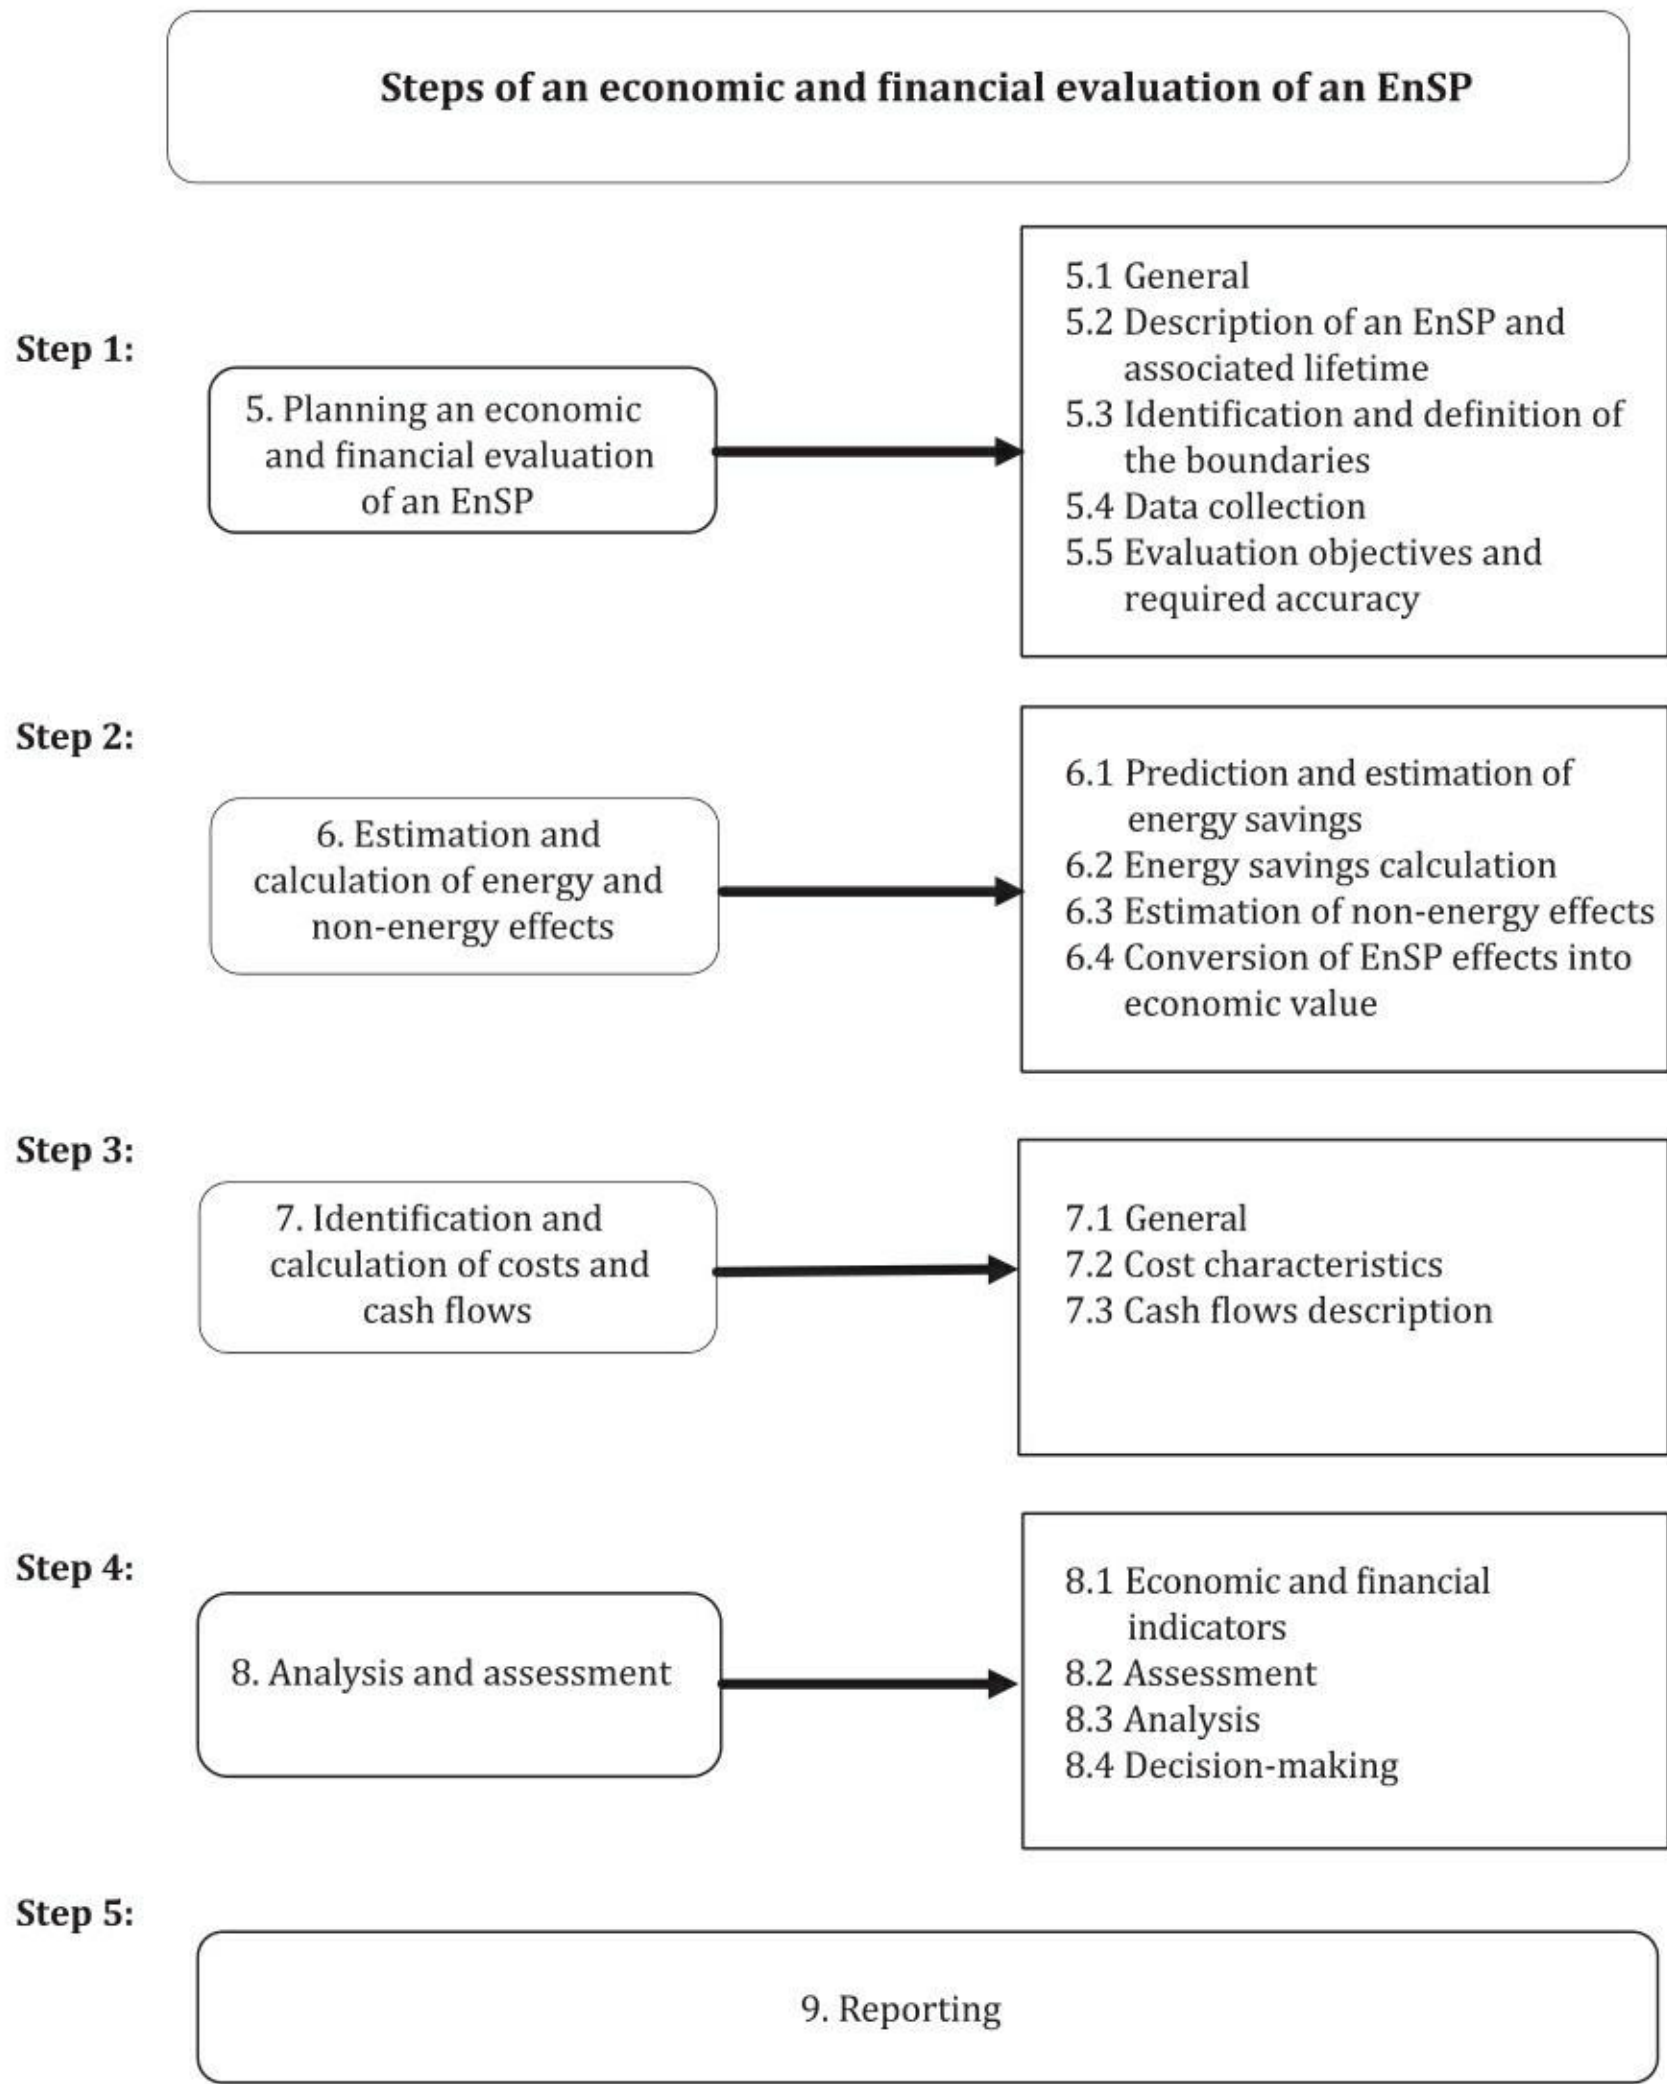 Steps of an economic and financial evaluation of an EnSP
Step 1:
5. Planning an economic
and financial evaluation
of an EnSP
5.1 General
5.2 Description of an EnSP and
associated lifetime
5.3 Identification and definition of
the boundaries
5.4 Data collection
5.5 Evaluation objectives and
required accuracy
Step 2:
6. Estimation and
calculation of energy and
non-energy effects
6.1 Prediction and estimation of
energy savings
6.2 Energy savings calculation
6.3 Estimation of non-energy effects
6.4 Conversion of EnSP effects into
economic value
Step 3:
7. Identification and
calculation of costs and
cash flows
7.1 General
7.2 Cost characteristics
7.3 Cash flows description
Step 4:
8. Analysis and assessment
8.1 Economic and financial
indicators
8.2 Assessment
8.3 Analysis
8.4 Decision-making
Step 5:
9. Reporting